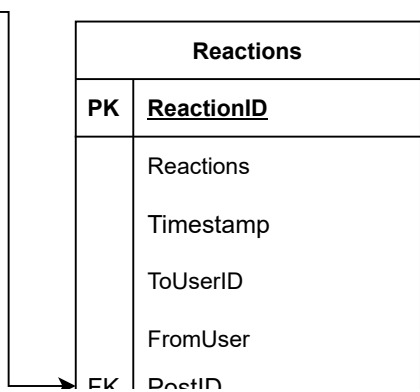 Reactions
PK ReactionID
Reactions
Timestamp
ToUserID
FromUser
FK PostID